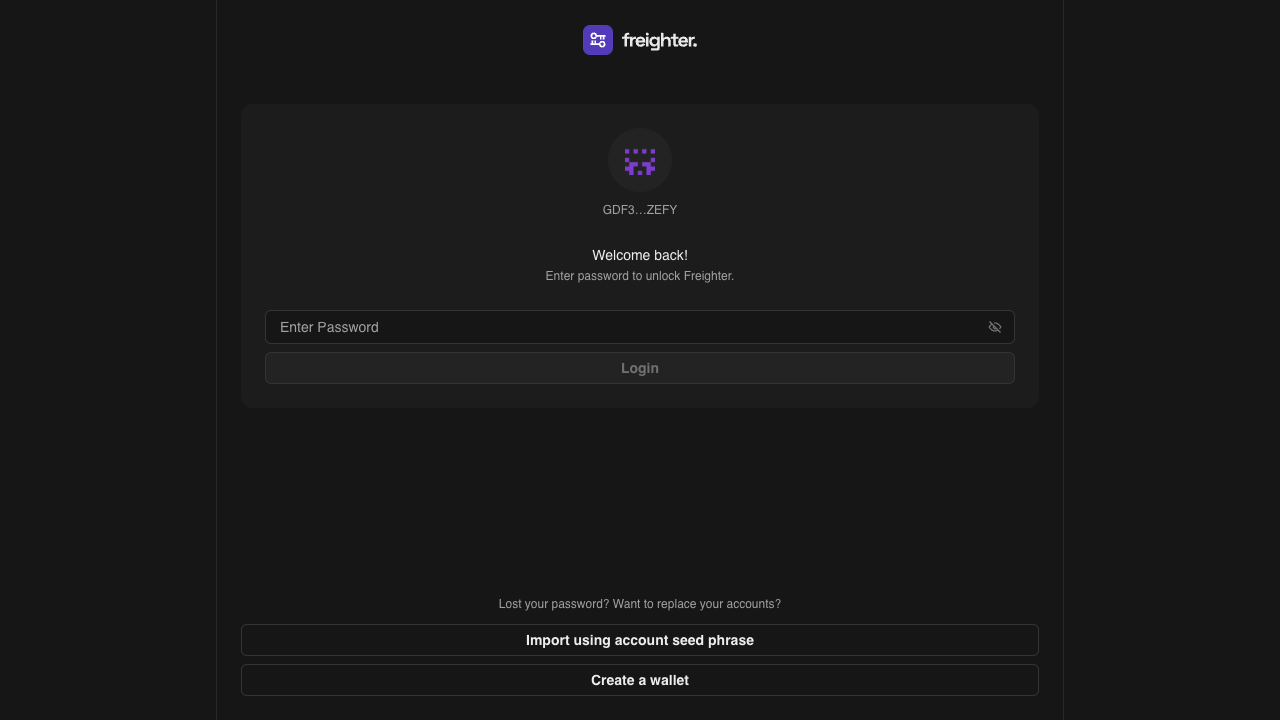 freighter.
GDF3...ZEFY
Welcome back!
Enter password to unlock Freighter.
Enter Password
Login
Lost your password? Want to replace your accounts?
Import using account seed phrase
Create a wallet